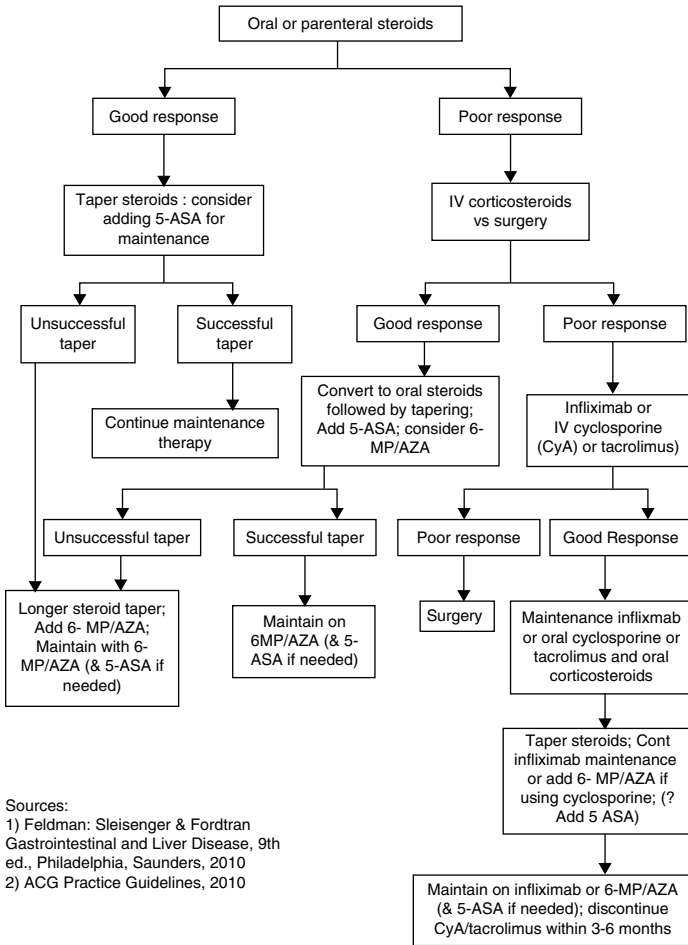 Oral or parenteral steroids
Good response
Poor response
Taper steroids : consider
adding 5-ASA for
maintenance
IV corticosteroids
vs surgery
Unsuccessful
taper
Successful
taper
Good response
Poor response
Continue maintenance
therapy
Convert to oral steroids
followed by tapering;
Add 5-ASA; consider 6-
MP/AZA
Infliximab or
IV cyclosporine
(CyA) or tacrolimus)
Unsuccessful taper
Successful taper
Poor response
Good Response
Longer steroid taper;
Add 6- MP/AZA;
Maintain with 6-
MP/AZA (& 5-ASA if
needed)
Maintain on
6MP/AZA (& 5-
ASA if needed)
Surgery
Maintenance inflixmab
or oral cyclosporine or
tacrolimus and oral
corticosteroids
Taper steroids; Cont
infliximab maintenance
or add 6- MP/AZA if
using cyclosporine; (?
Add 5 ASA)
Maintain on infliximab or 6-MP/AZA
(& 5-ASA if needed); discontinue
CyA/tacrolimus within 3-6 months
Sources:
1) Feldman: Sleisenger & Fordtran
Gastrointestinal and Liver Disease, 9th
ed., Philadelphia, Saunders, 2010
2) ACG Practice Guidelines, 2010